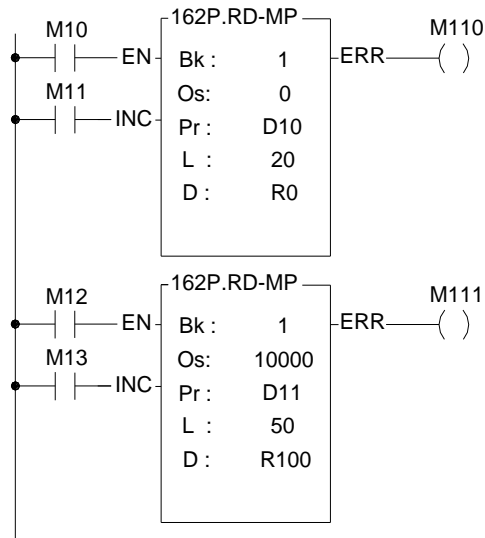 162P.RD-MP
M10
M110
EN
Bk : 1
ERR
( )
M11
INC
Os: 0
Pr : D10
L : 20
D : R0
162P.RD-MP
M12
M111
EN
Bk : 1
ERR
( )
M13
INC
Os: 10000
Pr : D11
L : 50
D : R100